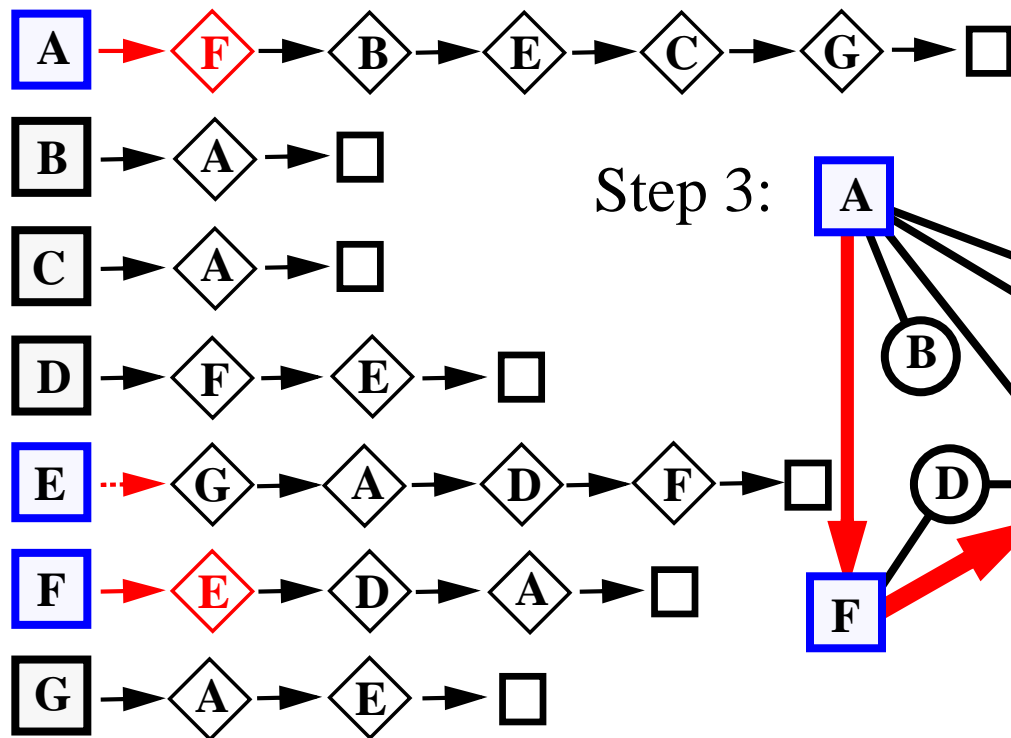 A F B E C G
B A
C A
D F E
E G A D F
F E D A
G A E
Step 3:
A
B
D
F